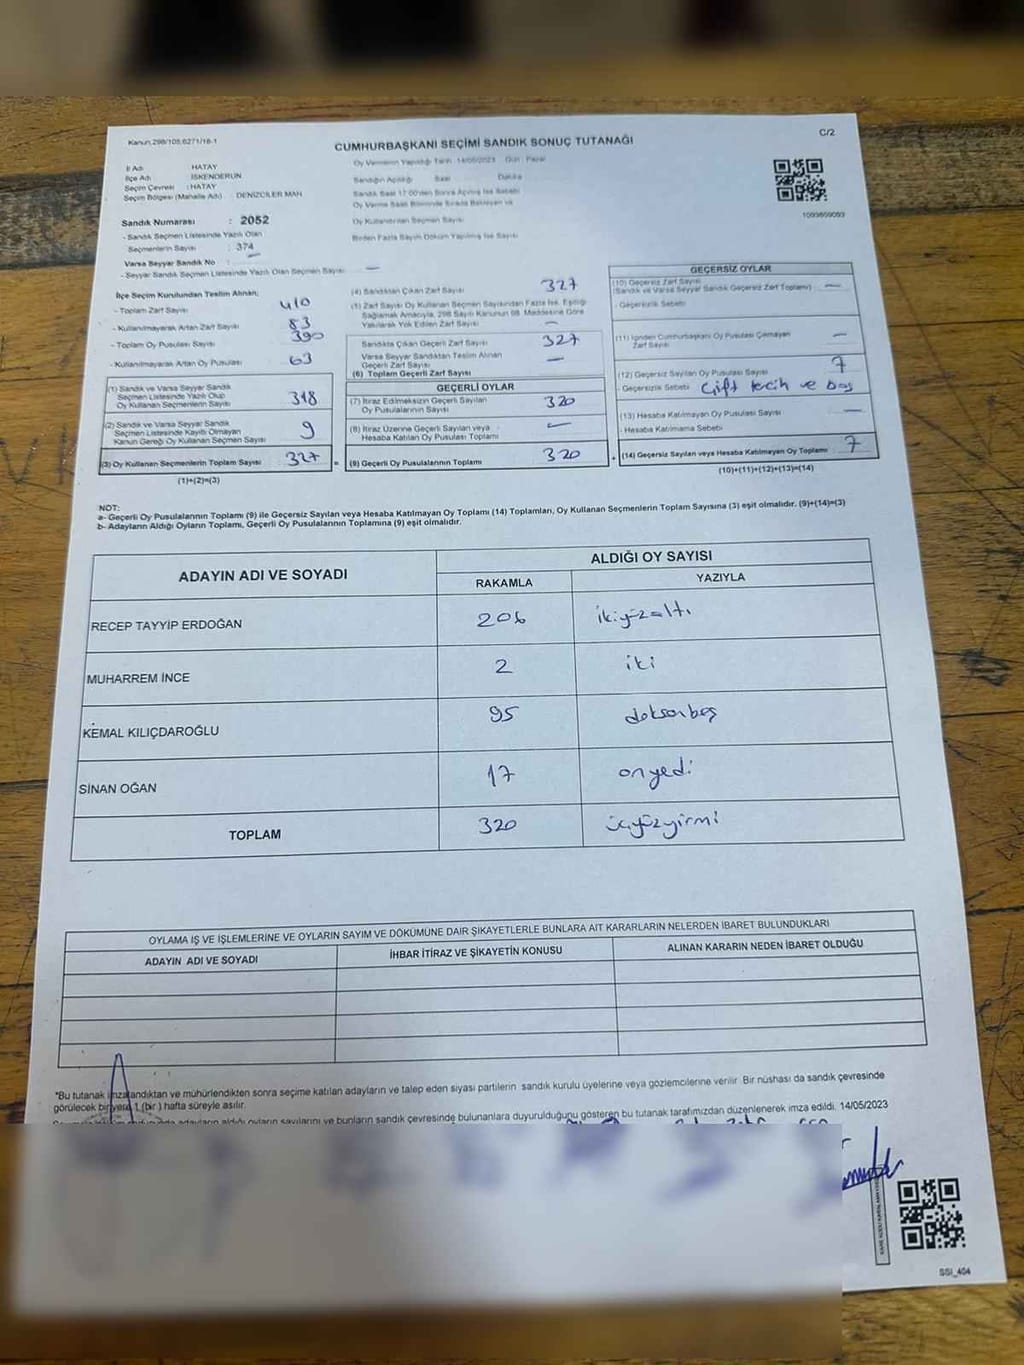 Kanun:298/105,6271/18-1
C/2
CUMHURBAŞKANI SEÇİMİ SANDIK SONUÇ TUTANAĞI
İl Adı : HATAY
İlçe Adı : İSKENDERUN
Seçim Çevresi : HATAY
Seçim Bölgesi (Mahalle Adı) : DENİZCİLER MAH
Oy Vermenin Yapıldığı Tarih 14/05/2023 Gün : Pazar
Sandığın Açıldığı Saat Dakika
Sandık Saat 17:00'den Sonra Açılmış İse Sebebi
Sandık Numarası : 2052
- Sandık Seçmen Listesinde Yazılı Olan
Seçmenlerin Sayısı : 374
Varsa Seyyar Sandık No : —
- Seyyar Sandık Seçmen Listesinde Yazılı Olan Seçmen Sayısı : —
Oy Kullandırılan Seçmen Sayısı
Birden Fazla Sayım Döküm Yapılmış İse Sayısı
1093809093
İlçe Seçim Kurulundan Teslim Alınan;
- Toplam Zarf Sayısı 410
- Kullanılmayarak Artan Zarf Sayısı 83
- Toplam Oy Pusulası Sayısı 390
- Kullanılmayarak Artan Oy Pusulası 63
(1) Sandık ve Varsa Seyyar Sandık
Seçmen Listesinde Yazılı Olup
Oy Kullanan Seçmenlerin Sayısı 318
(2) Sandık ve Varsa Seyyar Sandık
Seçmen Listesinde Kayıtlı Olmayan
Kanun Gereği Oy Kullanan Seçmen Sayısı 9
(3) Oy Kullanan Seçmenlerin Toplam Sayısı 327
(1)+(2)=(3)
(4) Sandıktan Çıkan Zarf Sayısı 327
Zarf Sayısı Oy Kullanan Seçmen Sayısından Fazla İse, Eşitliği
Sağlamak Amacıyla, 298 Sayılı Kanunun 98. Maddesine Göre
Yakılarak Yok Edilen Zarf Sayısı —
Sandıkta Çıkan Geçerli Zarf Sayısı 327
Varsa Seyyar Sandıktan Teslim Alınan
Geçerli Zarf Sayısı —
(6) Toplam Geçerli Zarf Sayısı
GEÇERLİ OYLAR
(7) İtiraz Edilmeksizin Geçerli Sayılan
Oy Pusulalarının Sayısı 320
(8) İtiraz Üzerine Geçerli Sayılan veya
Hesaba Katılan Oy Pusulası Toplamı —
(9) Geçerli Oy Pusulalarının Toplamı 320
GEÇERSİZ OYLAR
(10) Geçersiz Zarf Sayısı
(Sandık ve Varsa Seyyar Sandık Geçersiz Zarf Toplamı) —
- Geçersizlik Sebebi
(11) İçinden Cumhurbaşkanı Oy Pusulası Çıkmayan
Zarf Sayısı —
(12) Geçersiz Sayılan Oy Pusulası Sayısı 7
- Geçersizlik Sebebi Çift tercih ve boş
(13) Hesaba Katılmayan Oy Pusulası Sayısı —
- Hesaba Katılmama Sebebi
(14) Geçersiz Sayılan veya Hesaba Katılmayan Oy Toplamı 7
(10)+(11)+(12)+(13)=(14)
NOT:
a- Geçerli Oy Pusulalarının Toplamı (9) ile Geçersiz Sayılan veya Hesaba Katılmayan Oy Toplamı (14) Toplamları, Oy Kullanan Seçmenlerin Toplam Sayısına (3) eşit olmalıdır. (9)+(14)=(3)
b- Adayların Aldığı Oyların Toplamı, Geçerli Oy Pusulalarının Toplamına (9) eşit olmalıdır.
ADAYIN ADI VE SOYADI
ALDIĞI OY SAYISI
RAKAMLA YAZIYLA
RECEP TAYYİP ERDOĞAN 206 ikiyüzaltı
MUHARREM İNCE 2 iki
KEMAL KILIÇDAROĞLU 95 doksanbeş
SİNAN OĞAN 17 onyedi
TOPLAM 320 üçyüzyirmi
OYLAMA İŞ VE İŞLEMLERİNE VE OYLARIN SAYIM VE DÖKÜMÜNE DAİR ŞİKAYETLERLE BUNLARA AİT KARARLARIN NELERDEN İBARET BULUNDUKLARI
ADAYIN ADI VE SOYADI İHBAR İTİRAZ VE ŞİKAYETİN KONUSU ALINAN KARARIN NEDEN İBARET OLDUĞU
*Bu tutanak imzalandıktan ve mühürlendikten sonra seçime katılan adayların ve talep eden siyasi partilerin sandık kurulu üyelerine veya gözlemcilerine verilir. Bir nüshası da sandık çevresinde
görülecek bir yere 1 (bir) hafta süreyle asılır.
adayların aldığı oyların sayılarını ve bunların sandık çevresinde bulunanlara duyurulduğunu gösteren bu tutanak tarafımızdan düzenlenerek imza edildi. 14/05/2023
SSI_404